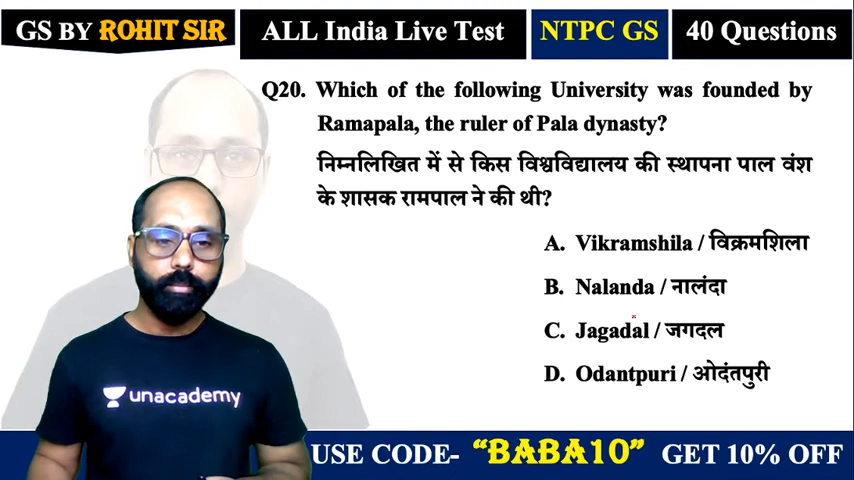 GS BY ROHIT SIR
ALL India Live Test
NTPC GS
40 Questions
Q20. Which of the following University was founded by
Ramapala, the ruler of Pala dynasty?
निम्नलिखित में से किस विश्वविद्यालय की स्थापना पाल वंश
के शासक रामपाल ने की थी?
A. Vikramshila / विक्रमशिला
B. Nalanda / नालंदा
C. Jagadal / जगदल
D. Odantpuri / ओदंतपुरी
unacademy
USE CODE- “BABA10” GET 10% OFF